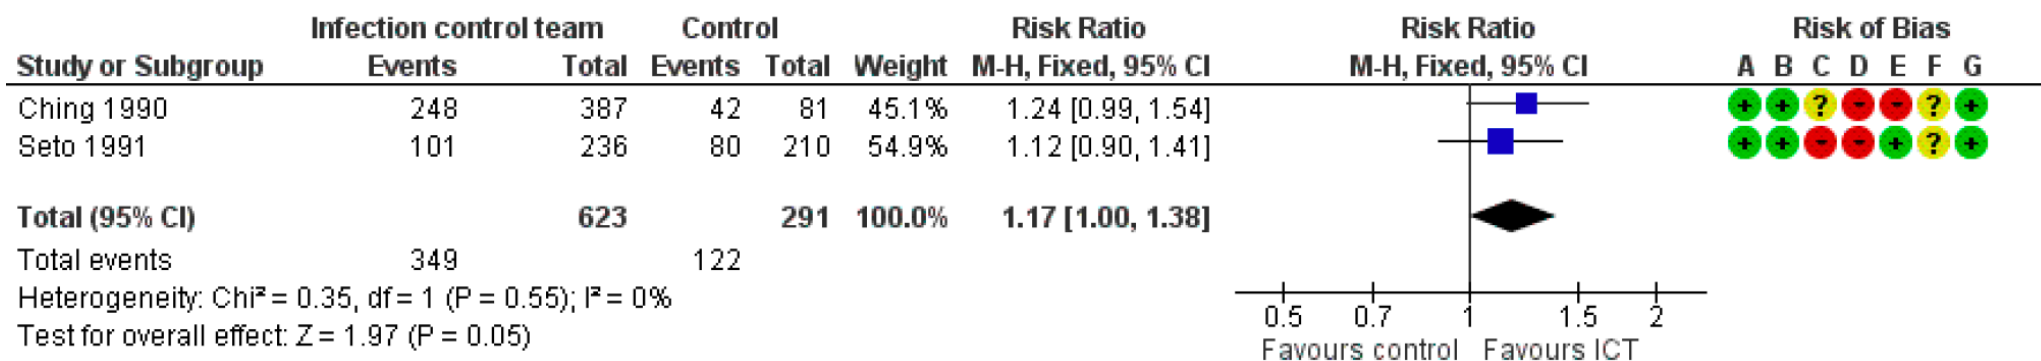 Infection control team Control Risk Ratio Risk Ratio Risk of Bias
Study or Subgroup Events Total Events Total Weight M-H, Fixed, 95% CI M-H, Fixed, 95% CI A B C D E F G
Ching 1990 248 387 42 81 45.1% 1.24 [0.99, 1.54] + + ? - - ? +
Seto 1991 101 236 80 210 54.9% 1.12 [0.90, 1.41] + + - - + ? +
Total (95% CI) 623 291 100.0% 1.17 [1.00, 1.38]
Total events 349 122
Heterogeneity: Chi² = 0.35, df = 1 (P = 0.55); I² = 0%
Test for overall effect: Z = 1.97 (P = 0.05)
0.5 0.7 1 1.5 2
Favours control Favours ICT